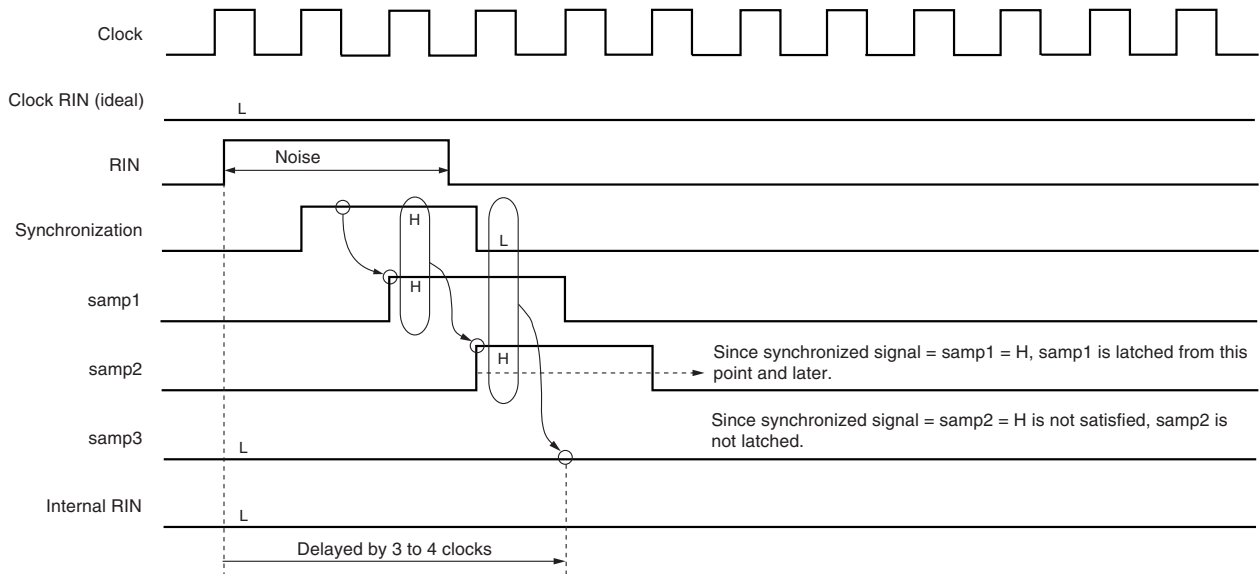 Clock
Clock RIN (ideal)
L
RIN
Noise
Synchronization
H
L
samp1
H
samp2
H
Since synchronized signal = samp1 = H, samp1 is latched from this
point and later.
samp3
L
Since synchronized signal = samp2 = H is not satisfied, samp2 is
not latched.
Internal RIN
L
Delayed by 3 to 4 clocks